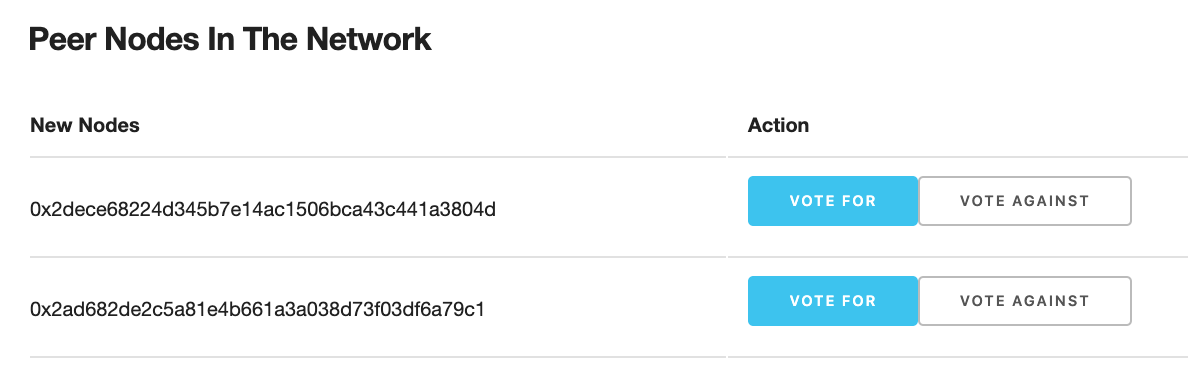 Peer Nodes In The Network
New Nodes Action
0x2dece68224d345b7e14ac1506bca43c441a3804d VOTE FOR VOTE AGAINST
0x2ad682de2c5a81e4b661a3a038d73f03df6a79c1 VOTE FOR VOTE AGAINST